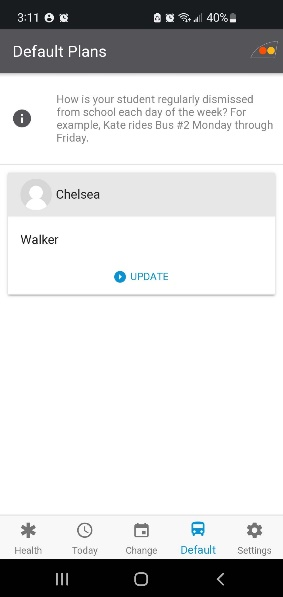 3:11 40%
Default Plans
How is your student regularly dismissed
from school each day of the week? For
example, Kate rides Bus #2 Monday through
Friday.
Chelsea
Walker
UPDATE
Health Today Change Default Settings